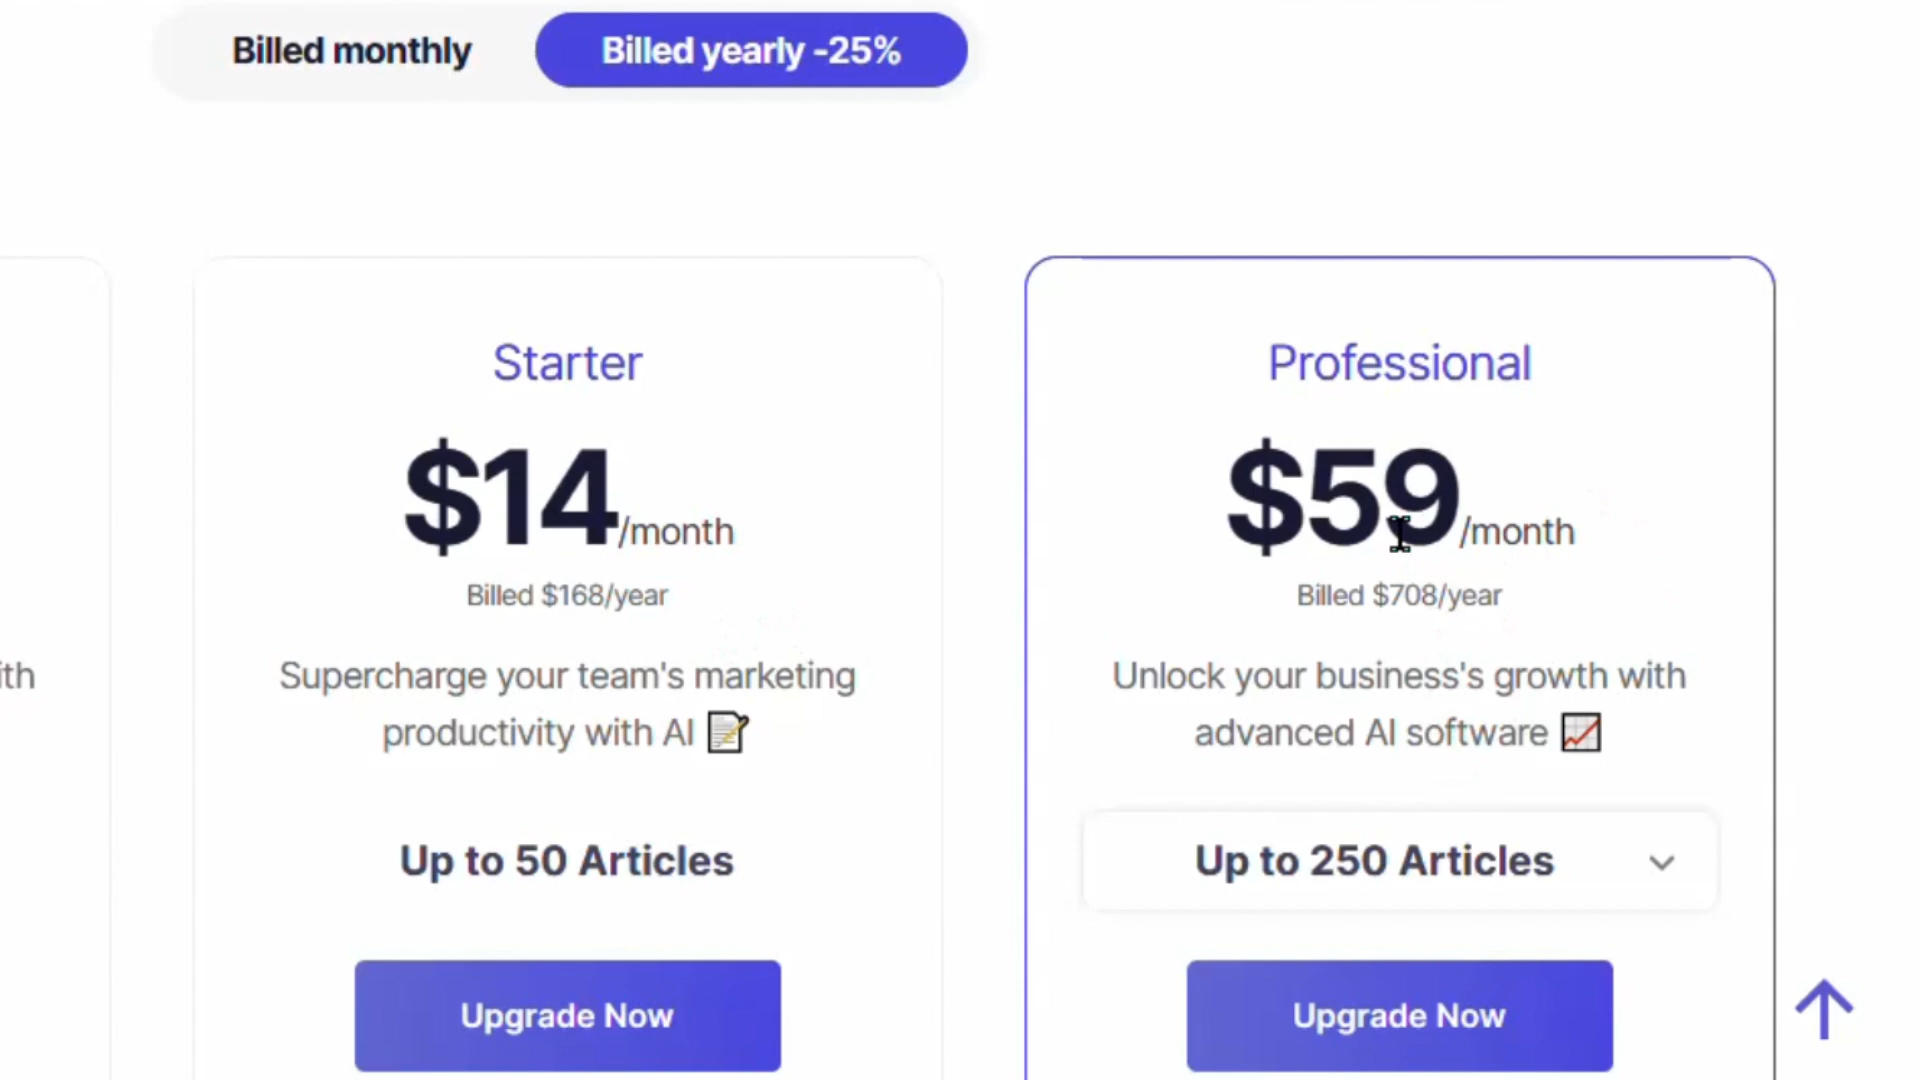 Billed monthly
Billed yearly -25%
Starter
$14/month
Billed $168/year
Supercharge your team's marketing
productivity with AI 📝
Up to 50 Articles
Upgrade Now
Professional
$59/month
Billed $708/year
Unlock your business's growth with
advanced AI software 📈
Up to 250 Articles
Upgrade Now